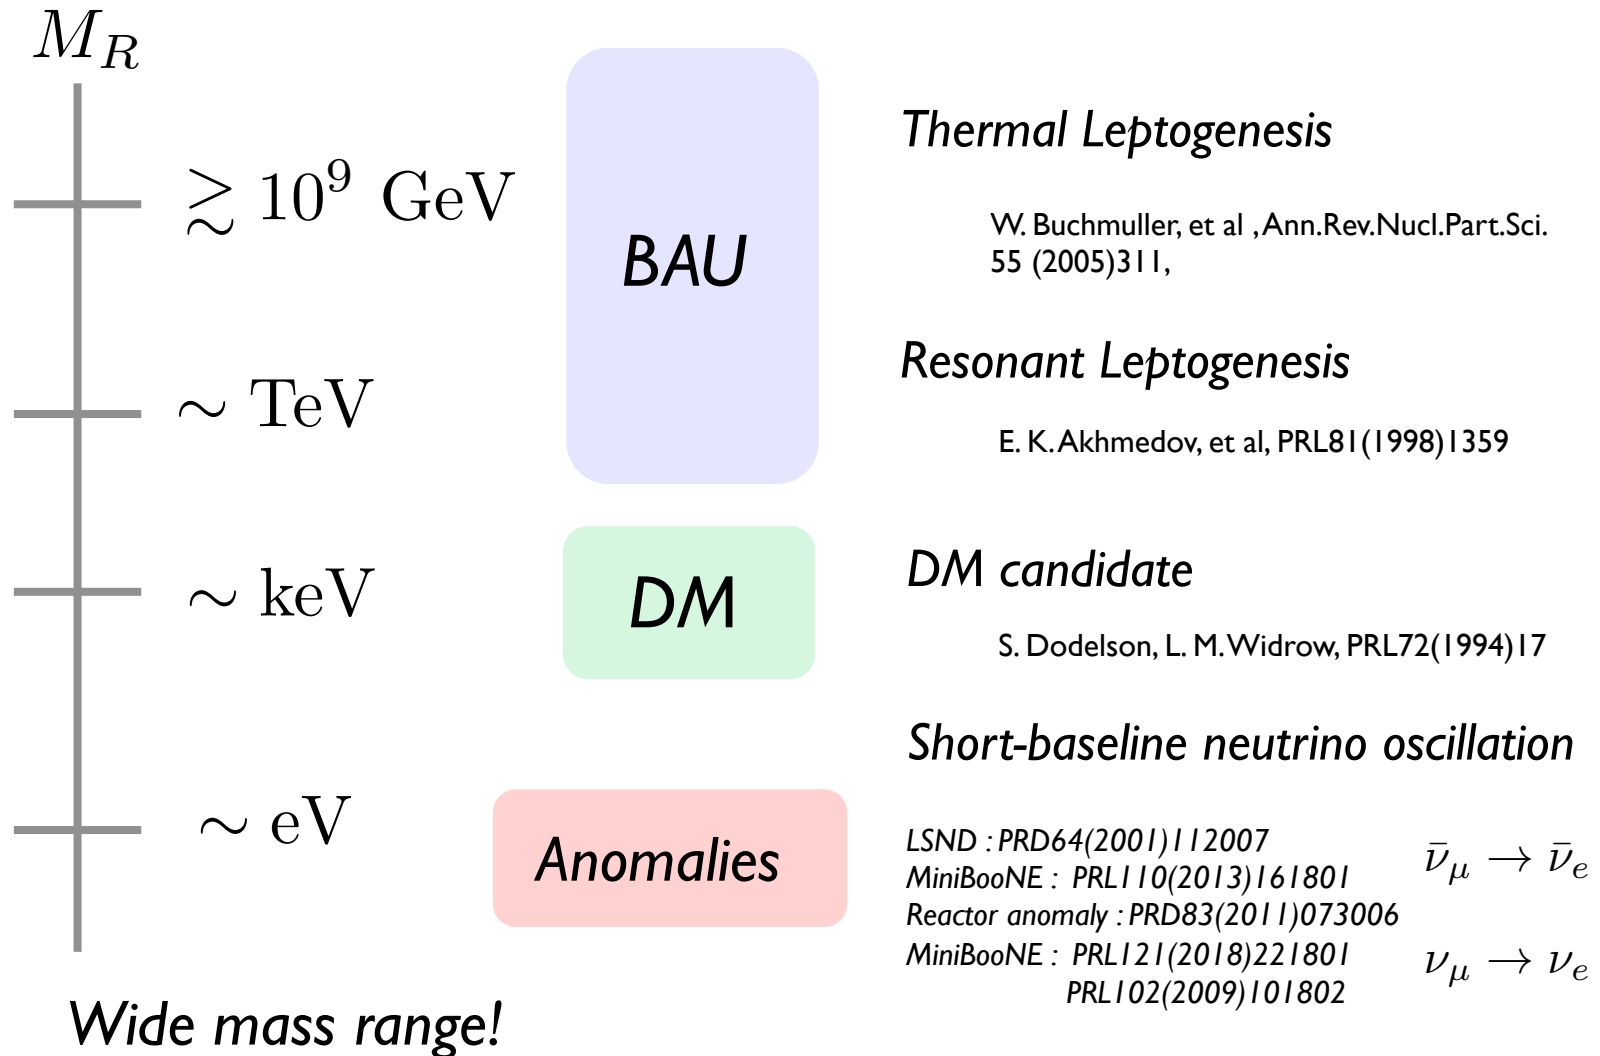 M_R
≳ 10^9 GeV
BAU
Thermal Leptogenesis
W. Buchmuller, et al , Ann.Rev.Nucl.Part.Sci.
55 (2005)311,
∼ TeV
Resonant Leptogenesis
E. K. Akhmedov, et al, PRL81(1998)1359
∼ keV
DM
DM candidate
S. Dodelson, L. M. Widrow, PRL72(1994)17
∼ eV
Anomalies
Short-baseline neutrino oscillation
LSND : PRD64(2001)112007
MiniBooNE : PRL110(2013)161801
ν̄_μ → ν̄_e
Reactor anomaly : PRD83(2011)073006
MiniBooNE : PRL121(2018)221801
PRL102(2009)101802
ν_μ → ν_e
Wide mass range!